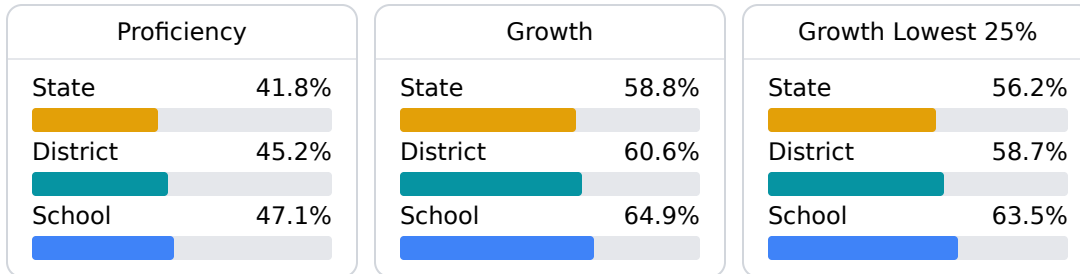 Proficiency
State 41.8%
District 45.2%
School 47.1%
Growth
State 58.8%
District 60.6%
School 64.9%
Growth Lowest 25%
State 56.2%
District 58.7%
School 63.5%